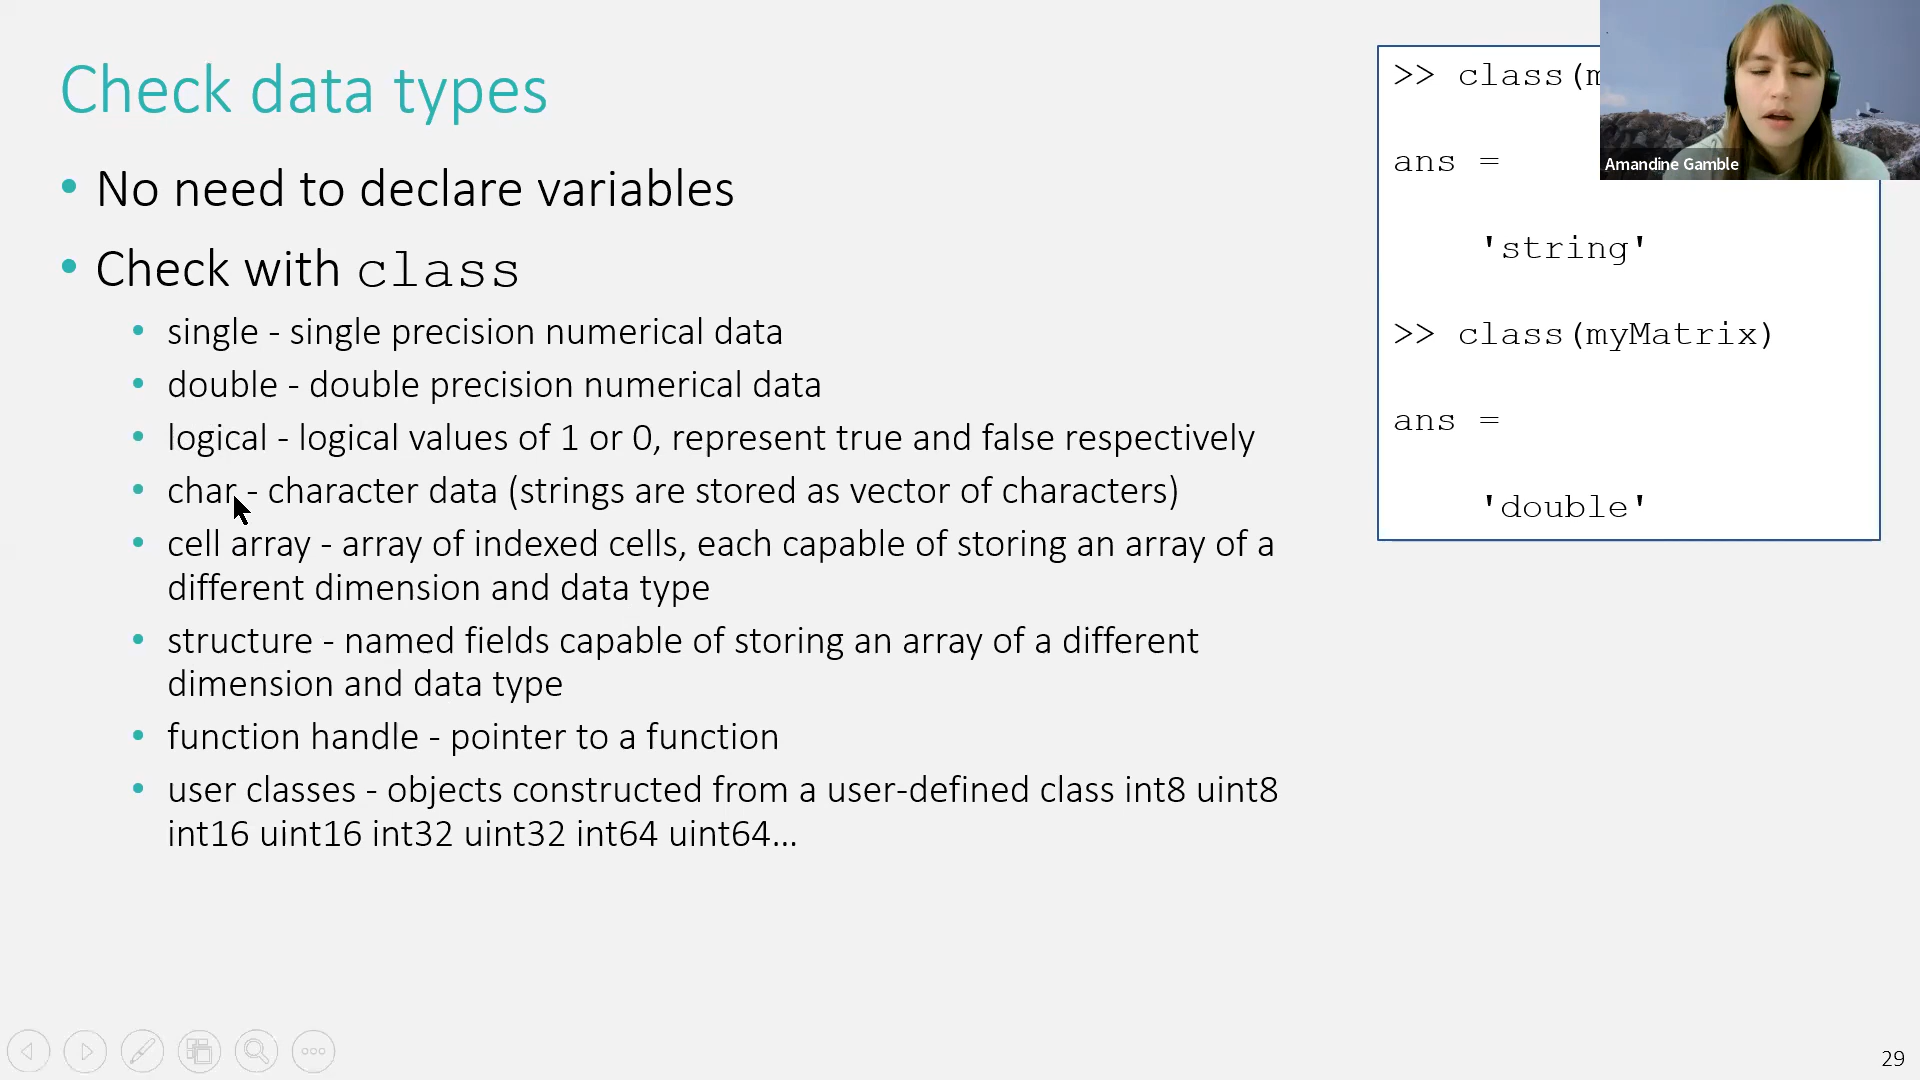 Check data types
• No need to declare variables
• Check with class
• single - single precision numerical data
• double - double precision numerical data
• logical - logical values of 1 or 0, represent true and false respectively
• char - character data (strings are stored as vector of characters)
• cell array - array of indexed cells, each capable of storing an array of a
different dimension and data type
• structure - named fields capable of storing an array of a different
dimension and data type
• function handle - pointer to a function
• user classes - objects constructed from a user-defined class int8 uint8
int16 uint16 int32 uint32 int64 uint64...
>> class(
ans =
'string'
>> class(myMatrix)
ans =
'double'
Amandine Gamble
29